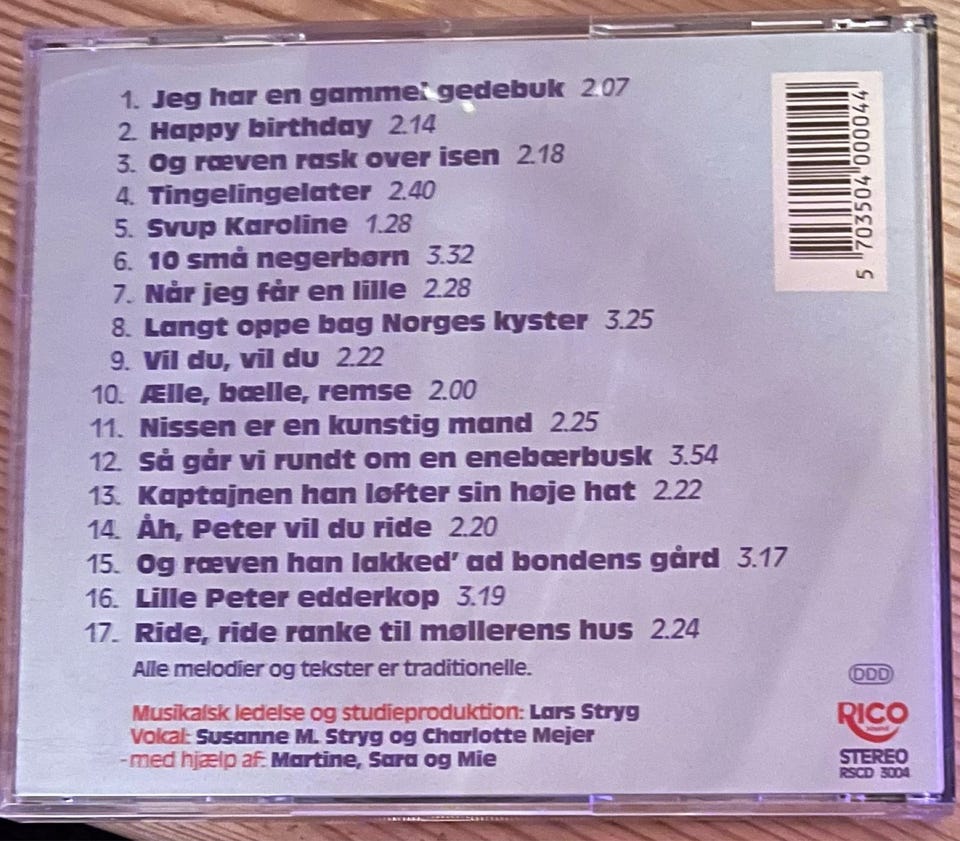 1. Jeg har en gammel gedebuk 2.07
2. Happy birthday 2.14
3. Og ræven rask over isen 2.18
4. Tingelingelater 2.40
5. Svup Karoline 1.28
6. 10 små negerbørn 3.32
7. Når jeg får en lille 2.28
8. Langt oppe bag Norges kyster 3.25
9. Vil du, vil du 2.22
10. Ælle, bælle, remse 2.00
11. Nissen er en kunstig mand 2.25
12. Så går vi rundt om en enebærbusk 3.54
13. Kaptajnen han løfter sin høje hat 2.22
14. Åh, Peter vil du ride 2.20
15. Og ræven han lakked' ad bondens gård 3.17
16. Lille Peter edderkop 3.19
17. Ride, ride ranke til møllerens hus 2.24
Alle melodier og tekster er traditionelle.
Musikalsk ledelse og studieproduktion: Lars Stryg
Vokal: Susanne M. Stryg og Charlotte Mejer
-med hjælp af: Martine, Sara og Mie
5 703504 000044
DDD
RICO
STEREO
RSCD 3004